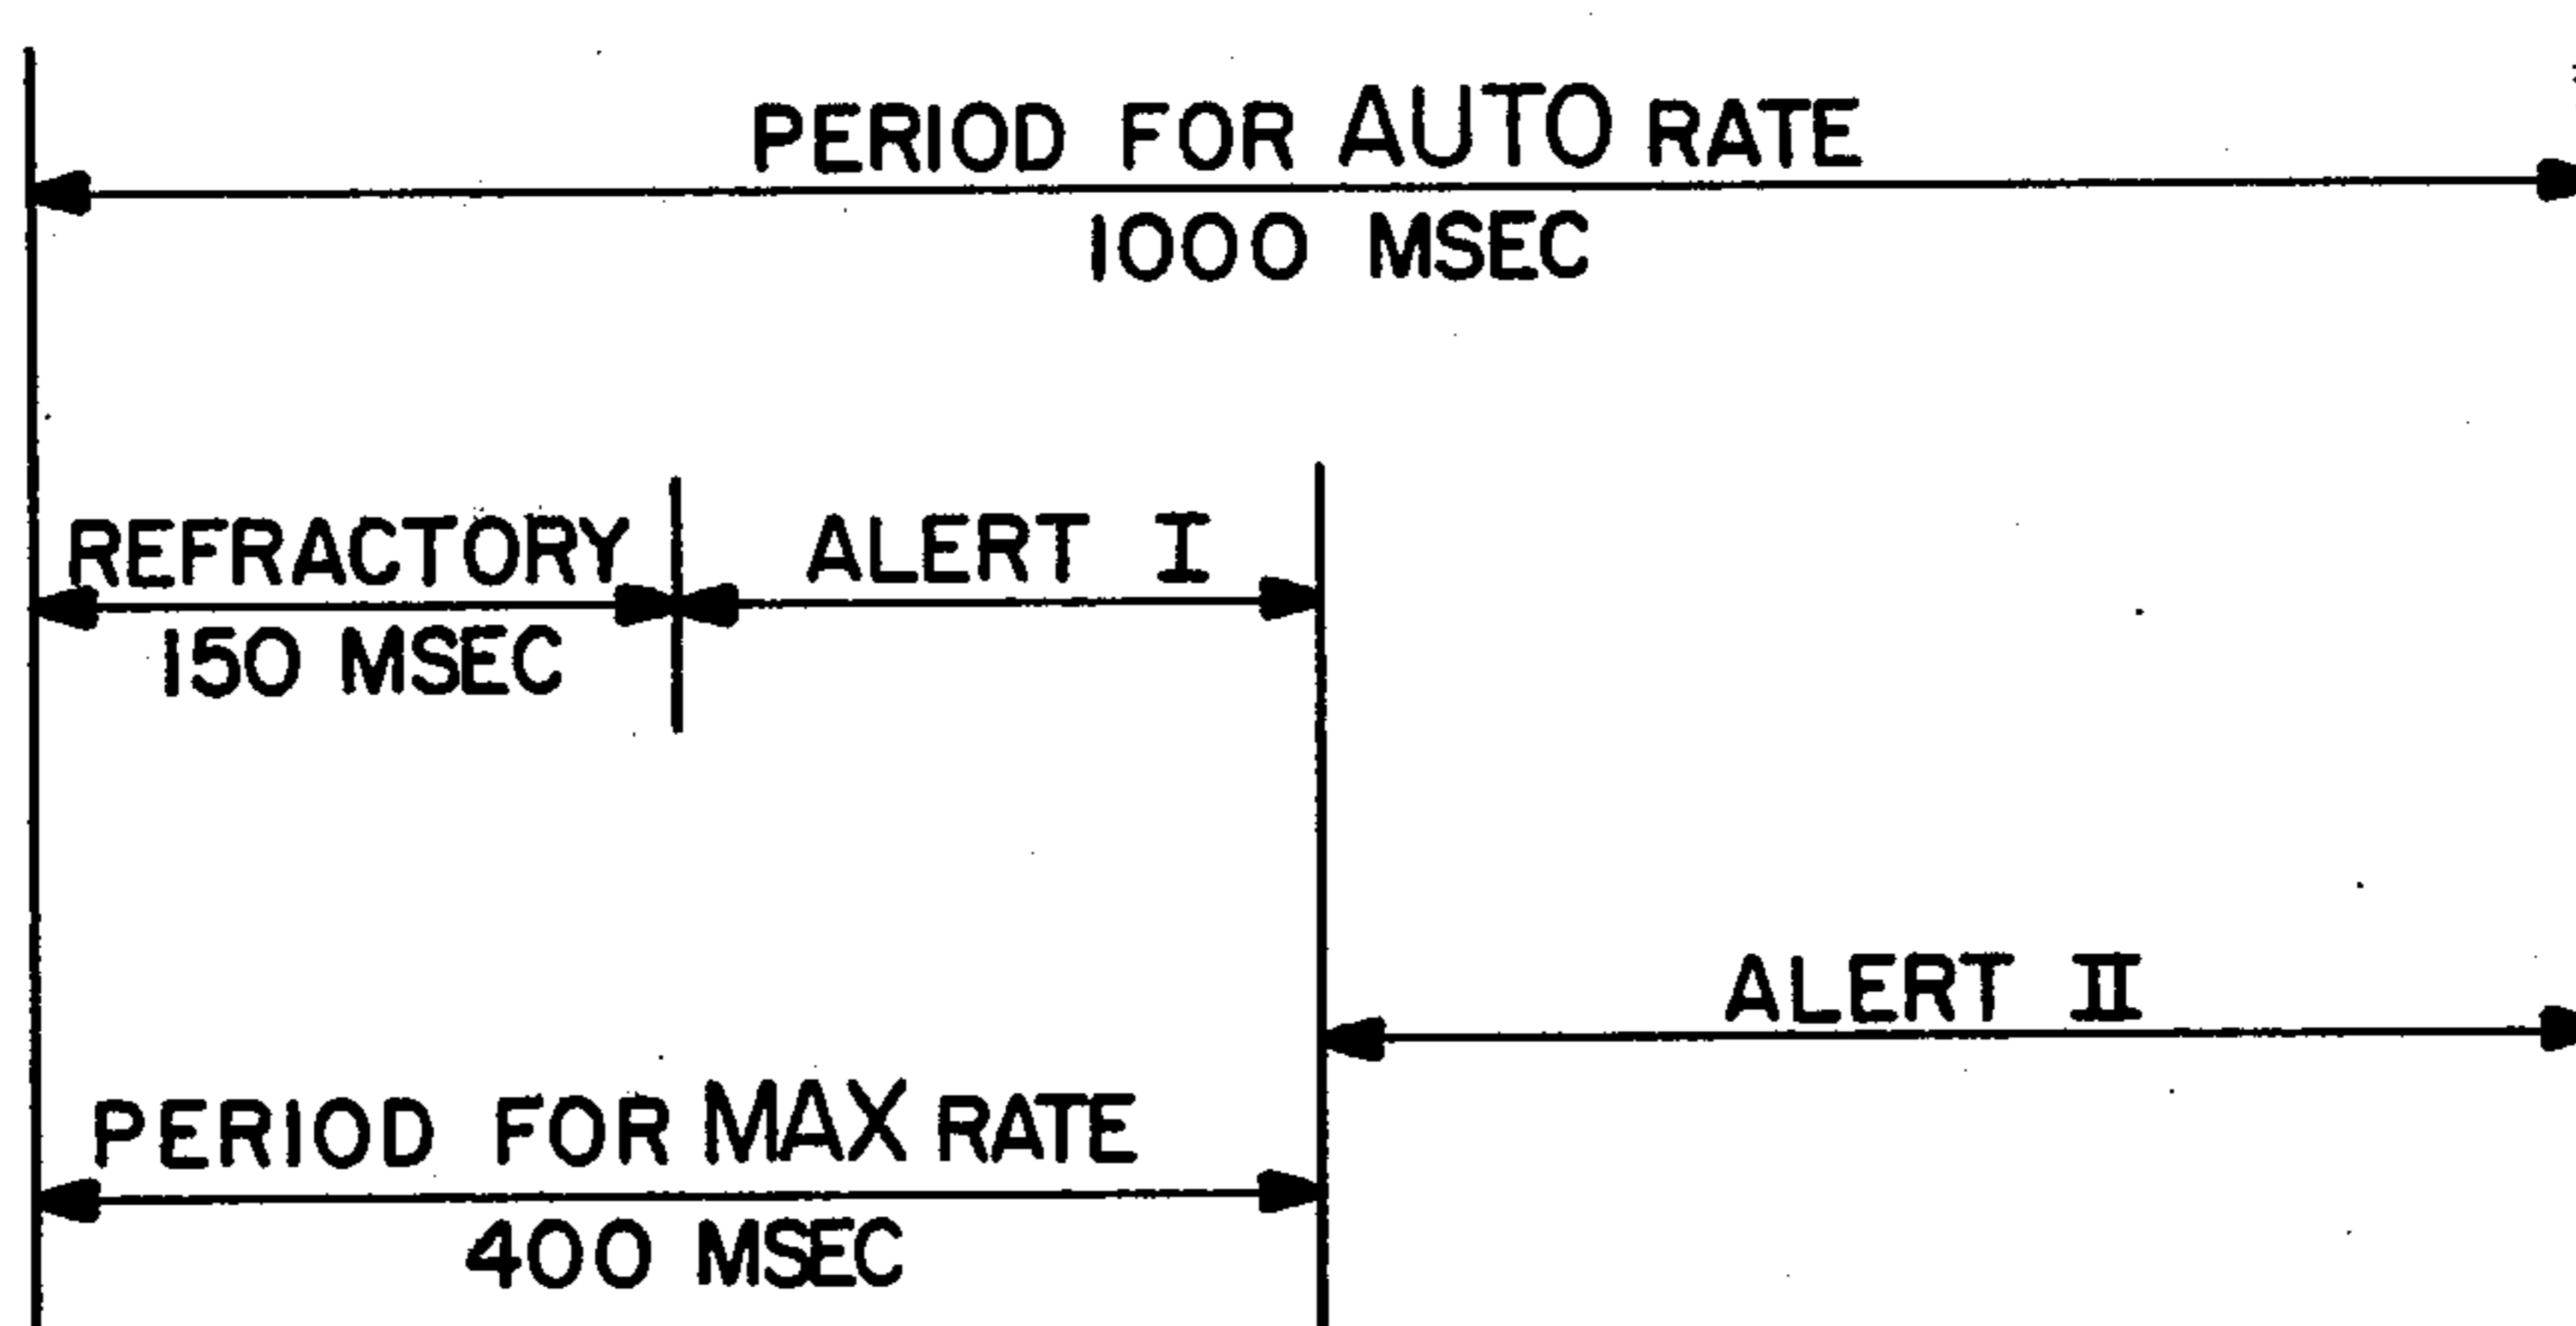 PERIOD FOR AUTO RATE
1000 MSEC
REFRACTORY
150 MSEC
ALERT I
ALERT II
PERIOD FOR MAX RATE
400 MSEC